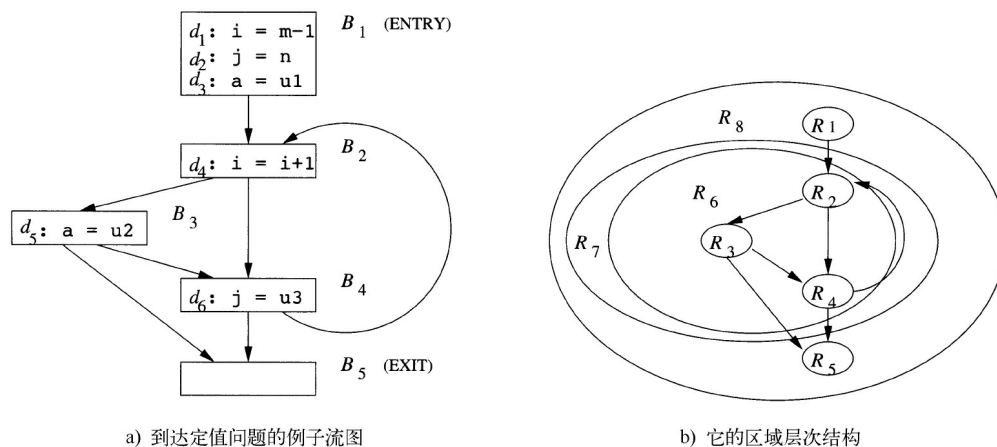 d1: i = m-1
d2: j = n
d3: a = u1
B1 (ENTRY)
d4: i = i+1
B2
d5: a = u2
B3
d6: j = u3
B4
B5 (EXIT)
a) 到达定值问题的例子流图
R8
R1
R2
R6
R3
R7
R4
R5
b) 它的区域层次结构